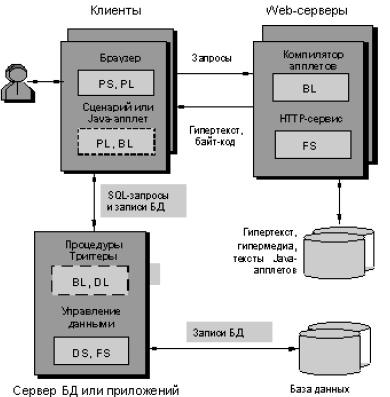 Клиенты
Web-серверы
Браузер
PS, PL
Сценарий или
Java-апплет
PL, BL
Запросы
Гипертекст,
байт-код
Компилятор
апплетов
BL
HTTP-сервис
FS
SQL-запросы
и записи БД
Гипертекст,
гипермедиа,
тексты Java-
апплетов
Процедуры
Триггеры
BL, DL
Управление
данными
DS, FS
Записи БД
Сервер БД или приложений
База данных